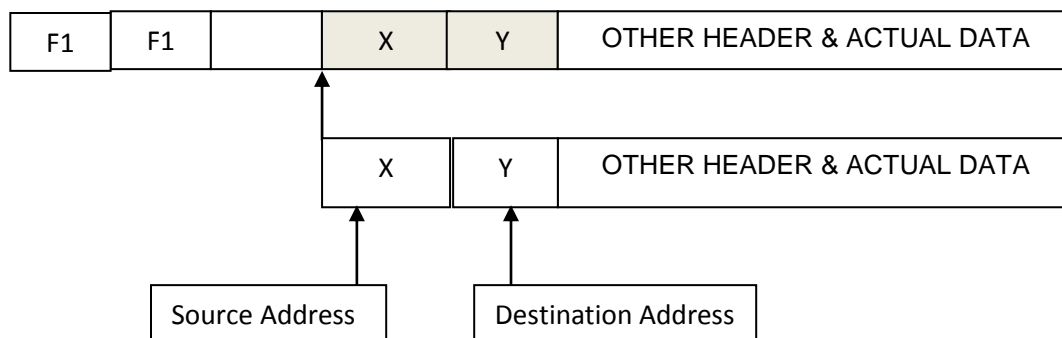 F1 F1 X Y OTHER HEADER & ACTUAL DATA
X Y OTHER HEADER & ACTUAL DATA
Source Address Destination Address